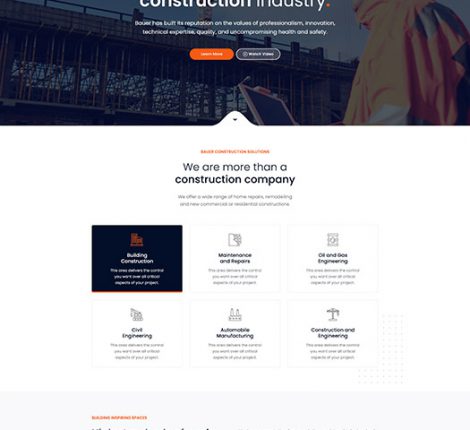 construction industry.
Bauer has built its reputation on the values of professionalism, innovation,
technical expertise, quality, and uncompromising health and safety.
Learn More
Watch Video
BAUER CONSTRUCTION SOLUTIONS
We are more than a
construction company
We offer a wide range of home repairs, remodeling
and new commercial or residential constructions
Building
Construction
This area delivers the control
you want over all critical
aspects of your project.
Maintenance
and Repairs
This area delivers the control
you want over all critical
aspects of your project.
Oil and Gas
Engineering
This area delivers the control
you want over all critical
aspects of your project.
Civil
Engineering
This area delivers the control
you want over all critical
aspects of your project.
Automobile
Manufacturing
This area delivers the control
you want over all critical
aspects of your project.
Construction and
Engineering
This area delivers the control
you want over all critical
aspects of your project.
BUILDING INSPIRING SPACES